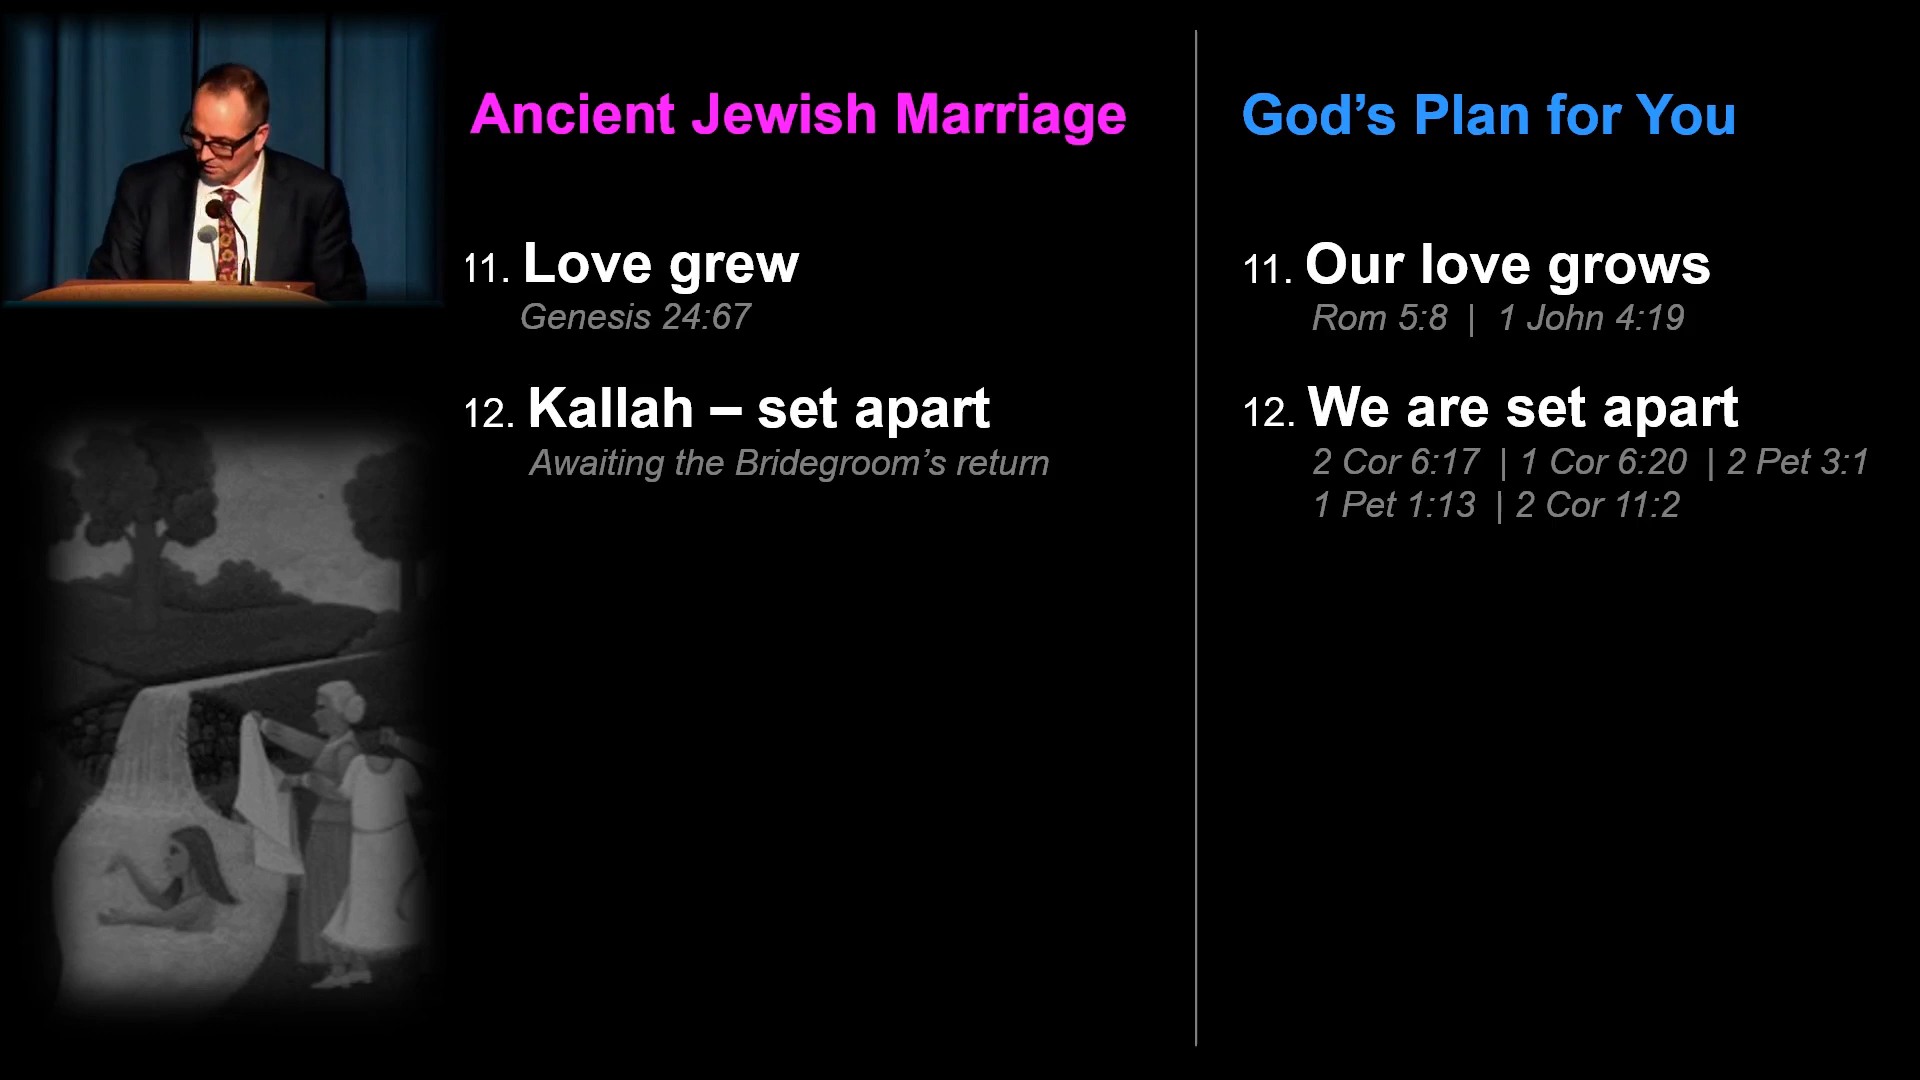 Ancient Jewish Marriage
11. Love grew
Genesis 24:67
12. Kallah – set apart
Awaiting the Bridegroom’s return
God’s Plan for You
11. Our love grows
Rom 5:8 | 1 John 4:19
12. We are set apart
2 Cor 6:17 | 1 Cor 6:20 | 2 Pet 3:1
1 Pet 1:13 | 2 Cor 11:2